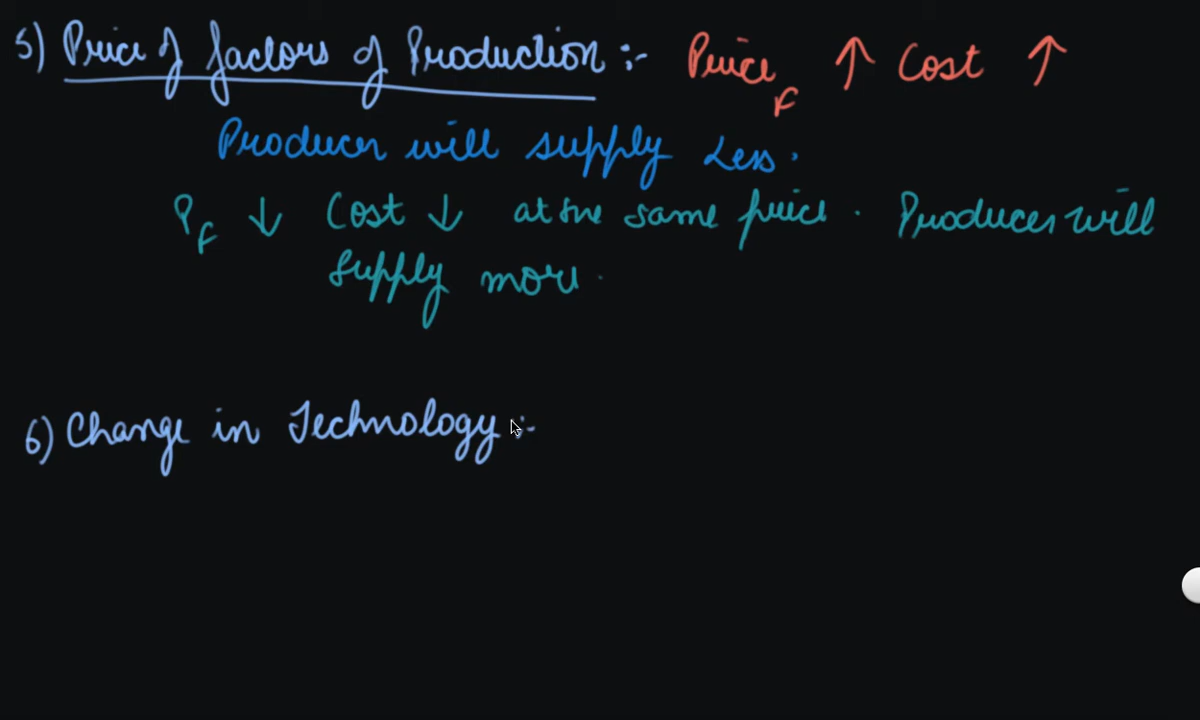 5) Price of factors of Production :- Price F ↑ Cost ↑
Producer will supply Less.
P F ↓ Cost ↓ at the same price. Producer will
supply more.
6) Change in Technology :-